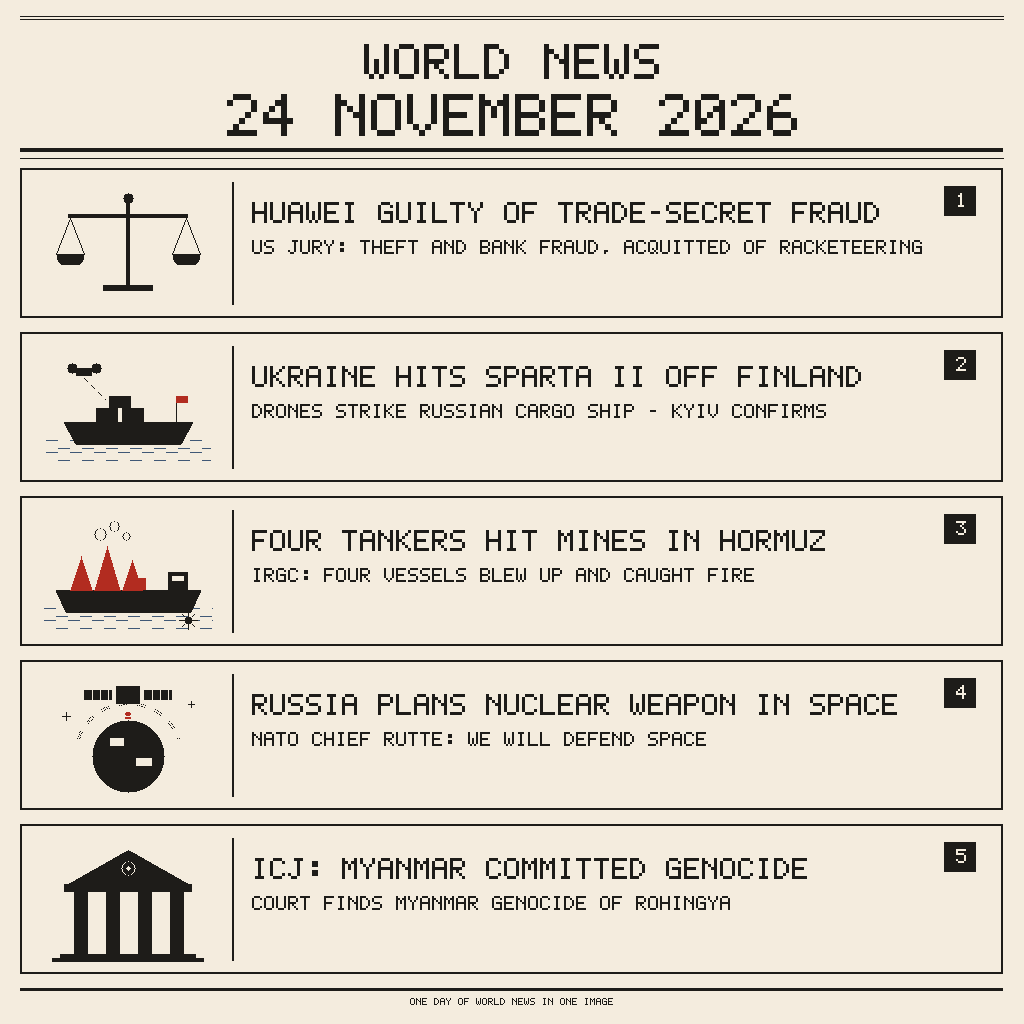 WORLD NEWS
24 NOVEMBER 2026
HUAWEI GUILTY OF TRADE-SECRET FRAUD
1
US JURY: THEFT AND BANK FRAUD, ACQUITTED OF RACKETEERING
UKRAINE HITS SPARTA II OFF FINLAND
2
DRONES STRIKE RUSSIAN CARGO SHIP - KYIV CONFIRMS
FOUR TANKERS HIT MINES IN HORMUZ
3
IRGC: FOUR VESSELS BLEW UP AND CAUGHT FIRE
RUSSIA PLANS NUCLEAR WEAPON IN SPACE
4
NATO CHIEF RUTTE: WE WILL DEFEND SPACE
ICJ: MYANMAR COMMITTED GENOCIDE
5
COURT FINDS MYANMAR GENOCIDE OF ROHINGYA
ONE DAY OF WORLD NEWS IN ONE IMAGE